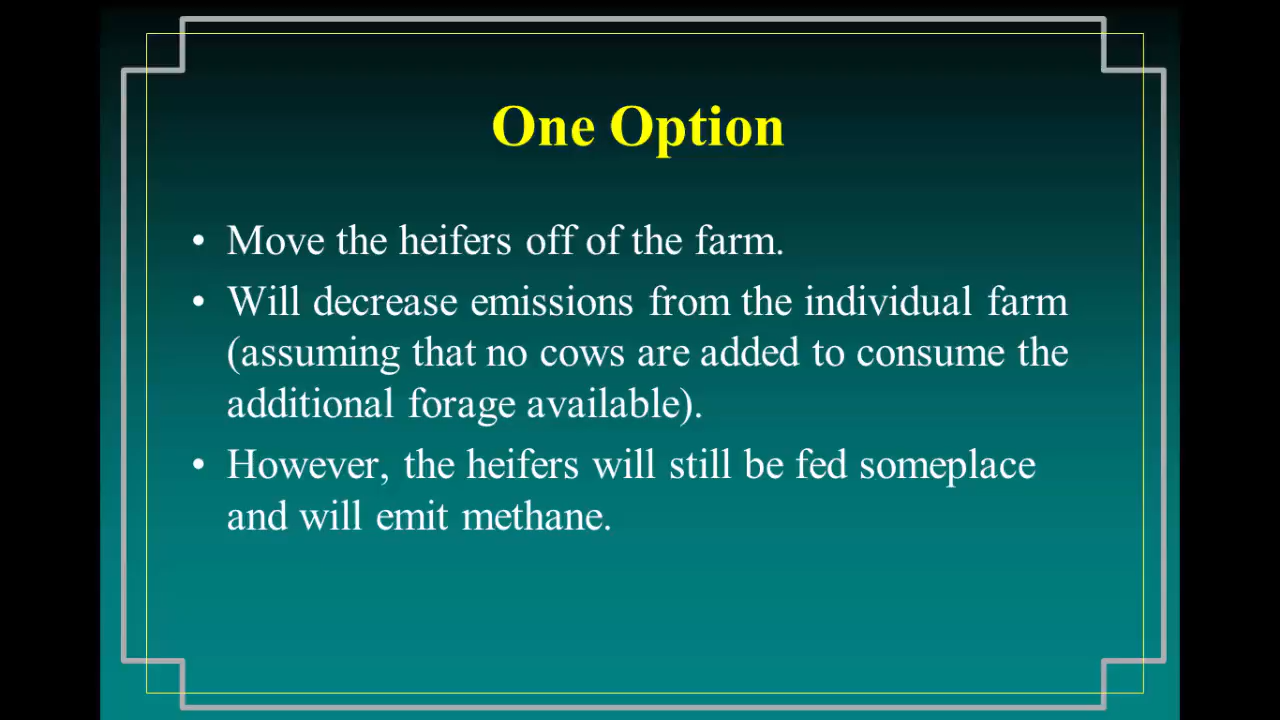 One Option
• Move the heifers off of the farm.
• Will decrease emissions from the individual farm
(assuming that no cows are added to consume the
additional forage available).
• However, the heifers will still be fed someplace
and will emit methane.